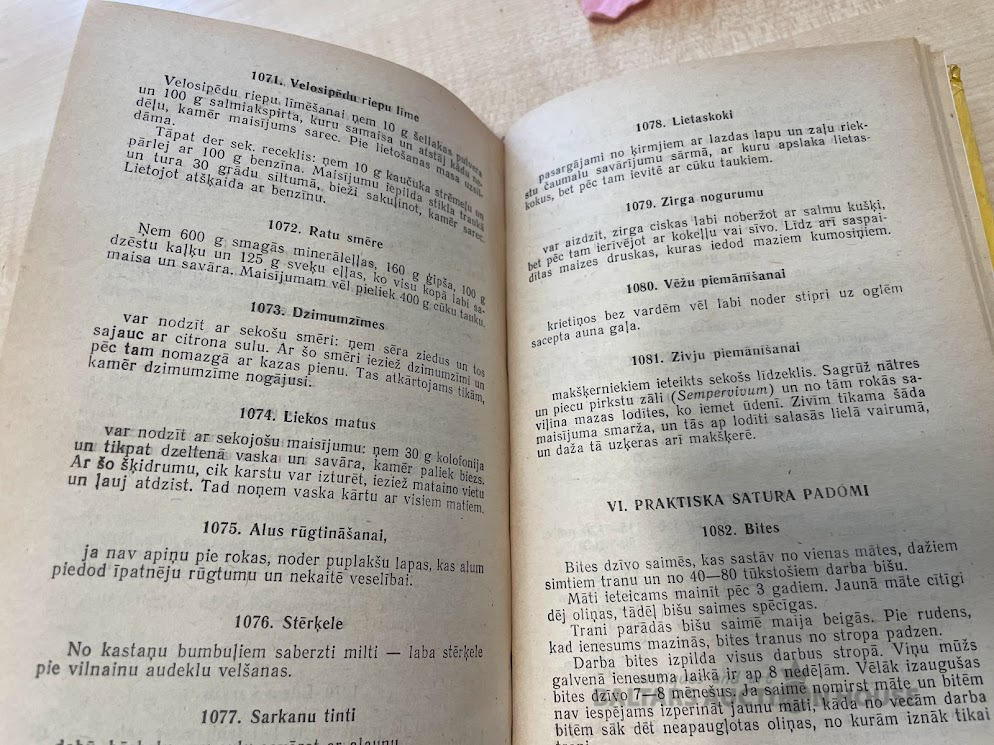 1071. Velosipēdu riepu līme
Velosipēdu riepu līmēšanai ņem 10 g šellakas pulvera
un 100 g salmiakspirta, kuru samaisa un atstāj kādu ne-
dēļu, kamēr maisījums sarec. Pie lietošanas masa uzsil-
dāma.
Tāpat der sek. receklis: ņem 10 g kaučuka strēmeļu un
pārlej ar 100 g benzīna. Maisījumu iepilda stikla traukā
un tura 30 grādu siltumā, bieži sakuļinot, kamēr sarec.
Lietojot atšķaida ar benzīnu.
1072. Ratu smēre
Ņem 600 g smagās minerāleļļas, 160 g ģipša, 100 g
dzēstu kaļķu un 125 g sveķu eļļas, ko visu kopā labi sa-
maisa un savāra. Maisījumam vēl pieliek 400 g cūku tauku.
1073. Dzimumzīmes
var nodzīt ar sekošu smēri: ņem sēra ziedus un tos
sajauc ar citrona sulu. Ar šo smēri ieziež dzimumzīmi un
pēc tam nomazgā ar kazas pienu. Tas atkārtojams tikām,
kamēr dzimumzīme nogājusi.
1074. Liekos matus
var nodzīt ar sekojošu maisījumu: ņem 30 g kolofonija
un tikpat dzeltenā vaska un savāra, kamēr paliek biezs.
Ar šo šķidrumu, cik karstu var izturēt, ieziež mataino vietu
un ļauj atdzist. Tad noņem vaska kārtu ar visiem matiem.
1075. Alus rūgtināšanai,
ja nav apiņu pie rokas, noder puplakšu lapas, kas alum
piedod īpatnēju rūgtumu un nekaitē veselībai.
1076. Stērķele
No kastaņu bumbuļiem saberzti milti — laba stērķele
pie vilnainu audeklu velšanas.
1077. Sarkanu tinti
1078. Lietaskoki
pasargājami no ķirmjiem ar lazdas lapu un zaļu riek-
stu čaumalu savārījumu sārmā, ar kuru apslaka lietas-
kokus, bet pēc tam ievitē ar cūku taukiem.
1079. Zirga nogurumu
var aizdzīt, zirga ciskas labi noberžot ar salmu kušķi,
bet pēc tam ierīvējot ar kokeļļu vai sīvo. Līdz arī saspai-
dītas maizes druskas, kuras iedod maziem kumosiņiem.
1080. Vēžu piemānīšanai
krietiņos bez vardēm vēl labi noder stipri uz oglēm
sacepta auna gaļa.
1081. Zivju piemānīšanai
makšķerniekiem ieteikts sekošs līdzeklis. Sagrūž nātres
un piecu pirkstu zāli (Sempervivum) un no tām rokās sa-
viļina mazas lodītes, ko iemet ūdenī. Zivīm tīkama šāda
maisījuma smarža, un tās ap lodīti salasās lielā vairumā,
un daža tā uzķeras arī makšķerē.
VI. PRAKTISKA SATURA PADOMI
1082. Bites
Bites dzīvo saimēs, kas sastāv no vienas mātes, dažiem
simtiem tranu un no 40—80 tūkstošiem darba bišu.
Māti ieteicams mainīt pēc 3 gadiem. Jaunā māte cītīgi
dēj oliņas, tādēļ bišu saimes spēcīgas.
Trani parādās bišu saimē maija beigās. Pie rudens,
kad ienesums mazinās, bites tranus no stropa padzen.
Darba bites izpilda visus darbus stropā. Viņu mūžs
galvenā ienesuma laikā ir ap 8 nedēļām. Vēlāk izaugušas
bites dzīvo 7—8 mēnešus. Ja saimē nomirst māte un bitēm
nav iespējams izperināt jaunu māti, kāda no vecām darba
bitēm sāk dēt neapaugļotas oliņas, no kurām iznāk tikai
BALTARS AUCTION HOUSE